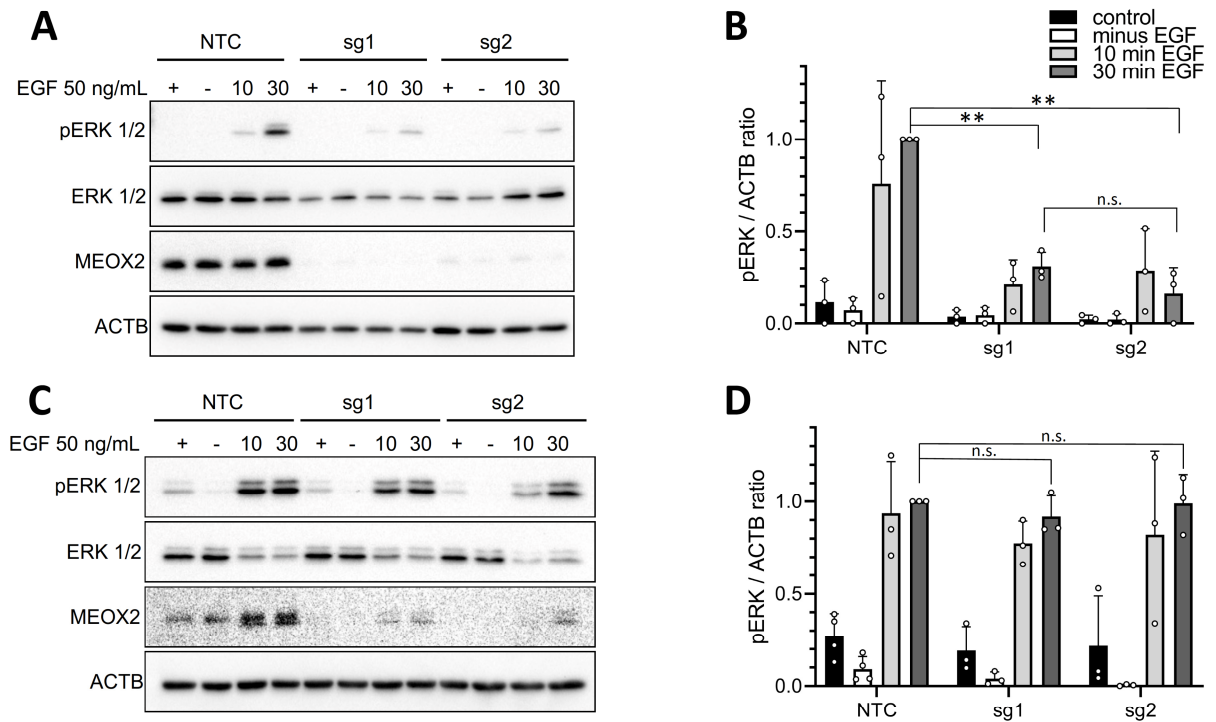 A
NTC sg1 sg2
EGF 50 ng/mL + - 10 30 + - 10 30 + - 10 30
pERK 1/2
ERK 1/2
MEOX2
ACTB
B
control
minus EGF
10 min EGF
30 min EGF
pERK / ACTB ratio
1.0
0.5
0.0
**
**
n.s.
NTC sg1 sg2
C
NTC sg1 sg2
EGF 50 ng/mL + - 10 30 + - 10 30 + - 10 30
pERK 1/2
ERK 1/2
MEOX2
ACTB
D
pERK / ACTB ratio
1.0
0.5
0.0
n.s.
n.s.
NTC sg1 sg2